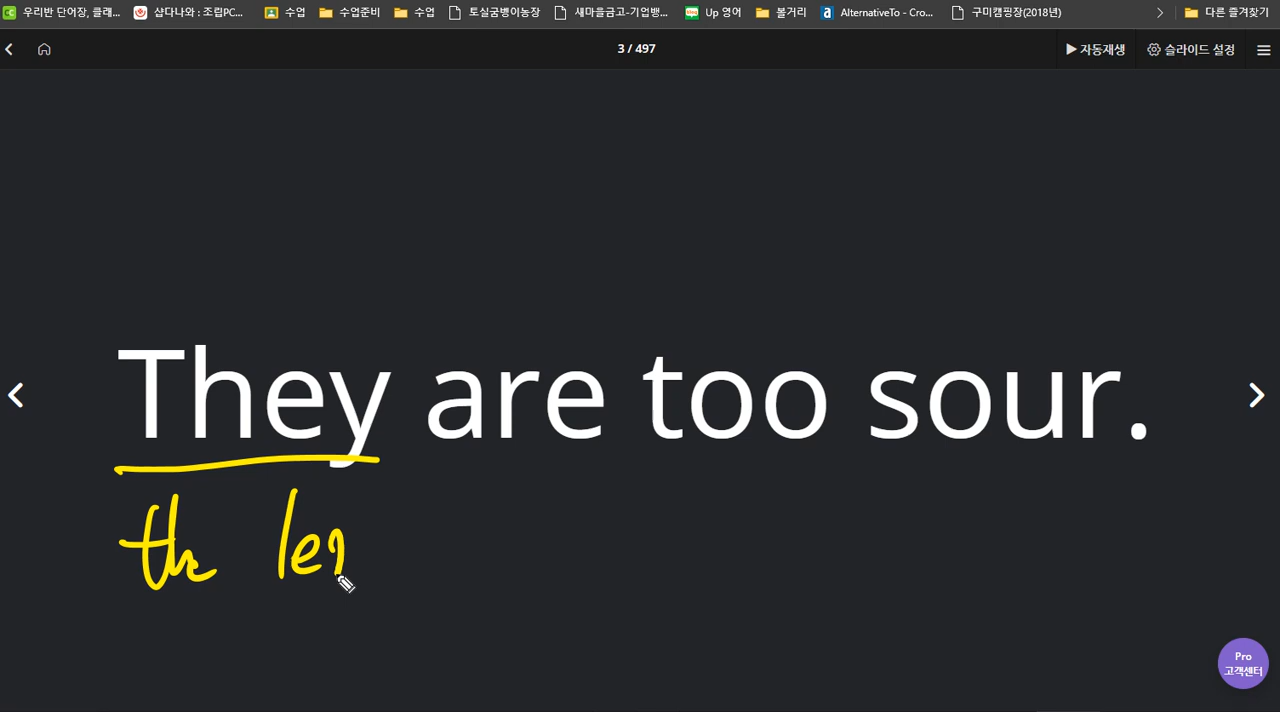 우리반 단어장, 클래... 샵다나와 : 조립PC... 수업 수업준비 수업 토실굼벵이농장 새마을금고-기업뱅... Up 영어 볼거리 AlternativeTo - Cro... 구미캠핑장(2018년) 다른 즐겨찾기
3 / 497 자동재생 슬라이드 설정
They are too sour.
the le
Pro
고객센터